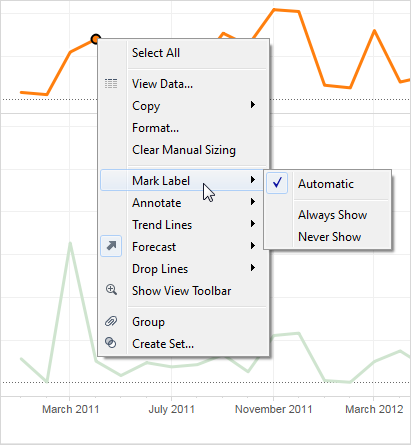 Select All
View Data...
Copy
Format...
Clear Manual Sizing
Mark Label
Automatic
Annotate
Always Show
Trend Lines
Never Show
Forecast
Drop Lines
Show View Toolbar
Group
Create Set...
March 2011
July 2011
November 2011
March 2012